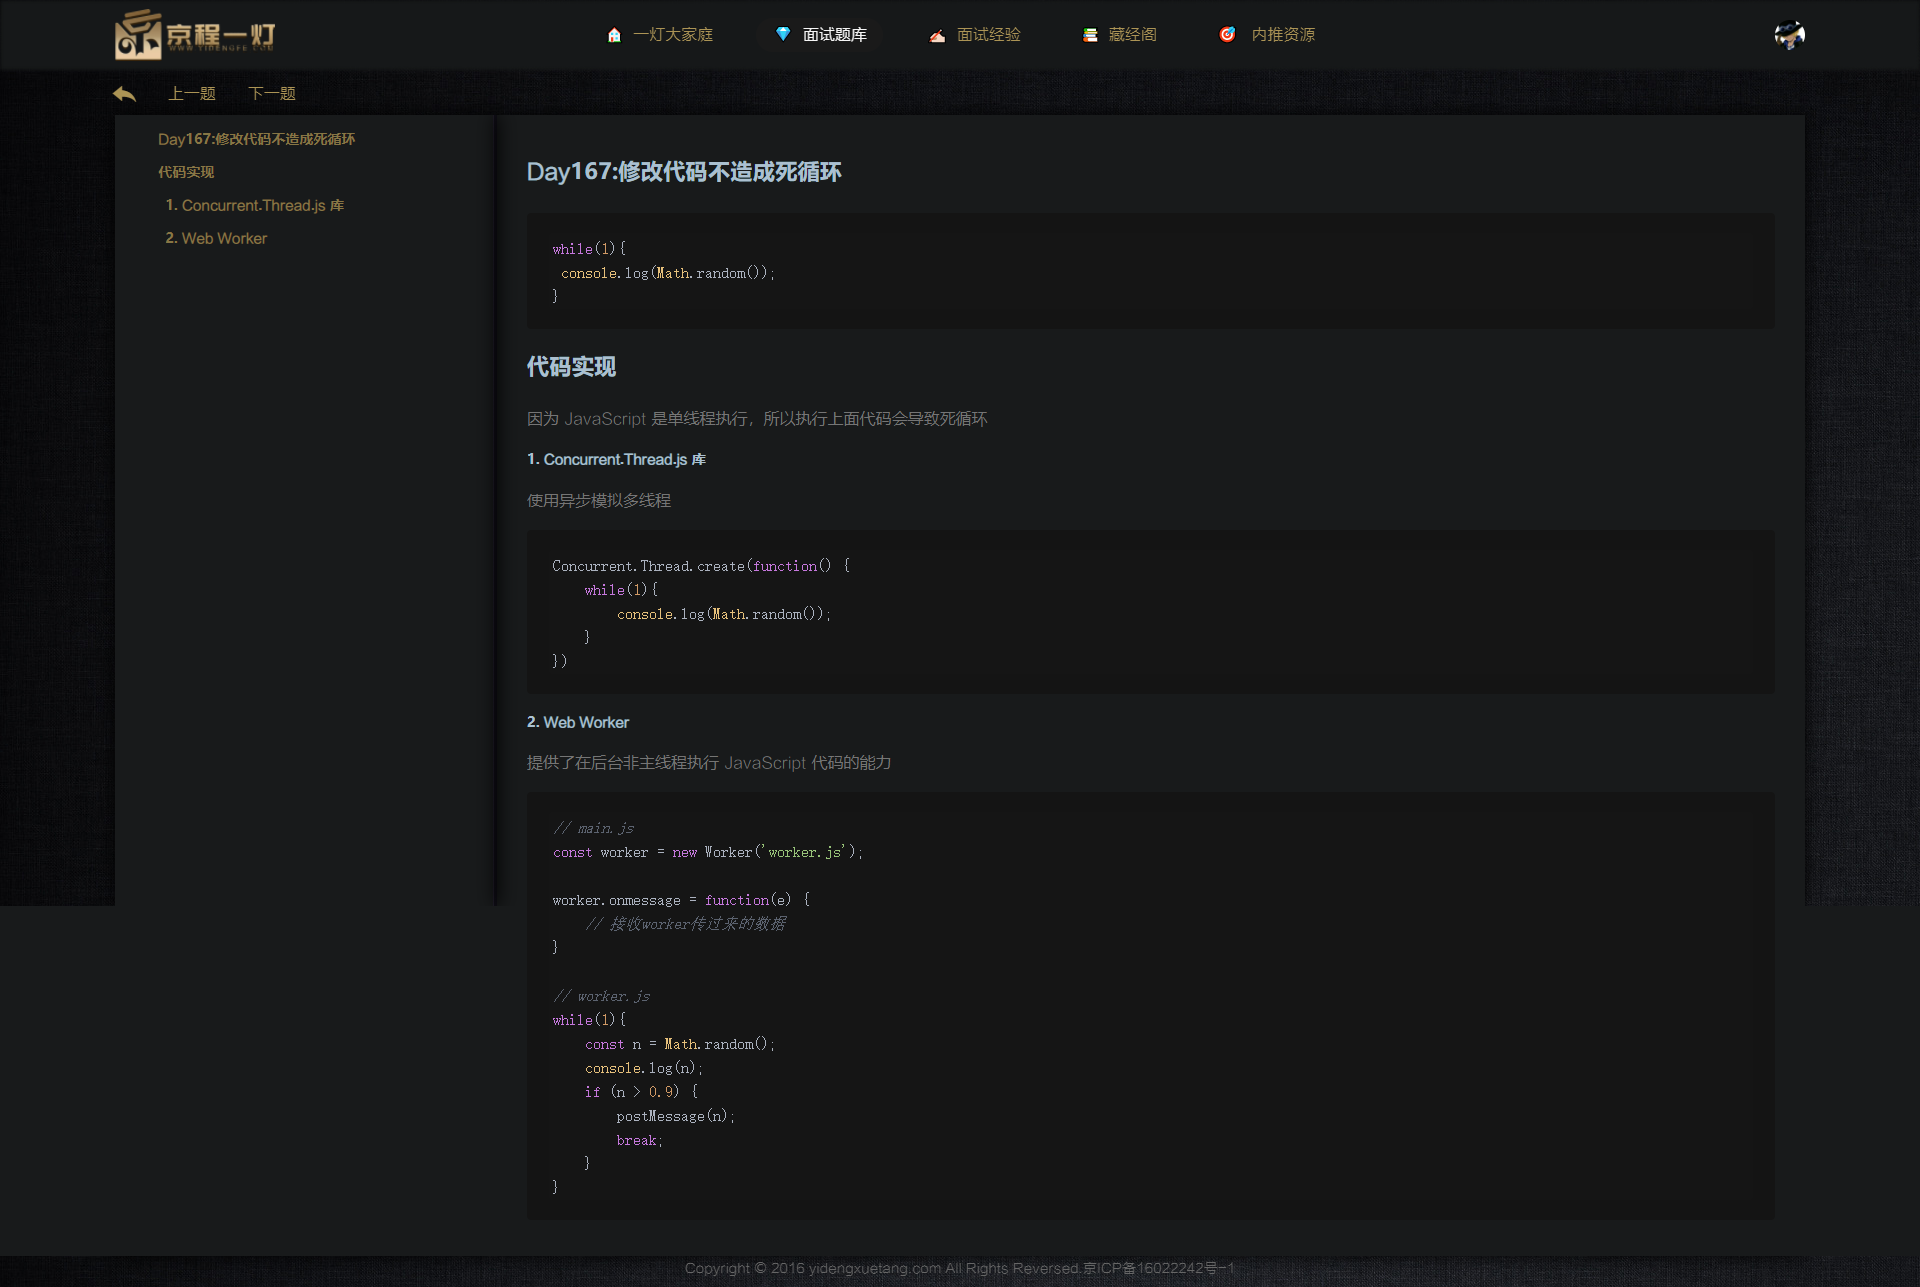 京程一灯
WWW.YIDENGFE.COM
一灯大家庭
面试题库
面试经验
藏经阁
内推资源
上一题
下一题
Day167:修改代码不造成死循环
代码实现
1. Concurrent.Thread.js 库
2. Web Worker
Day167:修改代码不造成死循环
while(1){
 console.log(Math.random());
}
代码实现
因为 JavaScript 是单线程执行，所以执行上面代码会导致死循环
1. Concurrent.Thread.js 库
使用异步模拟多线程
Concurrent.Thread.create(function() {
    while(1){
        console.log(Math.random());
    }
})
2. Web Worker
提供了在后台非主线程执行 JavaScript 代码的能力
// main.js
const worker = new Worker('worker.js');
worker.onmessage = function(e) {
    // 接收worker传过来的数据
}
// worker.js
while(1){
    const n = Math.random();
    console.log(n);
    if (n > 0.9) {
        postMessage(n);
        break;
    }
}
Copyright © 2016 yidengxuetang.com All Rights Reversed.京ICP备16022242号-1